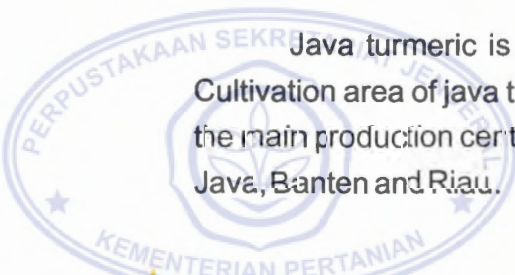 PERPUSTAKAAN SEKRETARIAT JENDERAL
Java turmeric is
Cultivation area of java t
the main production cent
Java, Banten and Riau.
KEMENTERIAN PERTANIAN